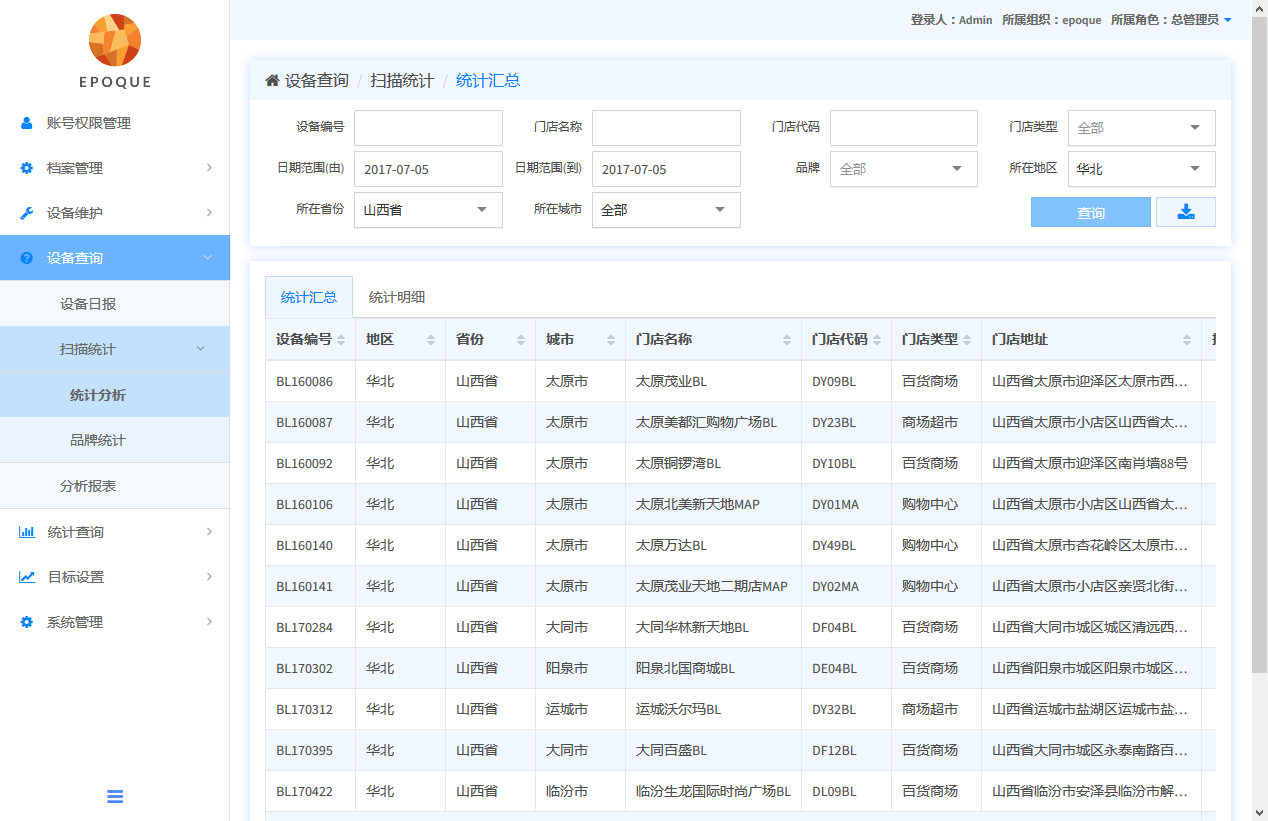 登录人：Admin 所属组织：epoque 所属角色：总管理员
EPOQUE
账号权限管理
档案管理
设备维护
设备查询
设备日报
扫描统计
统计分析
品牌统计
分析报表
统计查询
目标设置
系统管理
设备查询 / 扫描统计 / 统计汇总
设备编号 门店名称 门店代码 门店类型 全部
日期范围(由) 2017-07-05 日期范围(到) 2017-07-05 品牌 全部 所在地区 华北
所在省份 山西省 所在城市 全部 查询
统计汇总 统计明细
设备编号 地区 省份 城市 门店名称 门店代码 门店类型 门店地址
BL160086 华北 山西省 太原市 太原茂业BL DY09BL 百货商场 山西省太原市迎泽区太原市西...
BL160087 华北 山西省 太原市 太原美都汇购物广场BL DY23BL 商场超市 山西省太原市小店区山西省太...
BL160092 华北 山西省 太原市 太原铜锣湾BL DY10BL 百货商场 山西省太原市迎泽区南肖墙88号
BL160106 华北 山西省 太原市 太原北美新天地MAP DY01MA 购物中心 山西省太原市小店区山西省太...
BL160140 华北 山西省 太原市 太原万达BL DY49BL 购物中心 山西省太原市杏花岭区太原市...
BL160141 华北 山西省 太原市 太原茂业天地二期店MAP DY02MA 购物中心 山西省太原市小店区亲贤北街...
BL170284 华北 山西省 大同市 大同华林新天地BL DF04BL 百货商场 山西省大同市城区城区清远西...
BL170302 华北 山西省 阳泉市 阳泉北国商城BL DE04BL 百货商场 山西省阳泉市城区阳泉市城区...
BL170312 华北 山西省 运城市 运城沃尔玛BL DY32BL 商场超市 山西省运城市盐湖区运城市盐...
BL170395 华北 山西省 大同市 大同百盛BL DF12BL 百货商场 山西省大同市城区永泰南路百...
BL170422 华北 山西省 临汾市 临汾生龙国际时尚广场BL DL09BL 百货商场 山西省临汾市安泽县临汾市解...